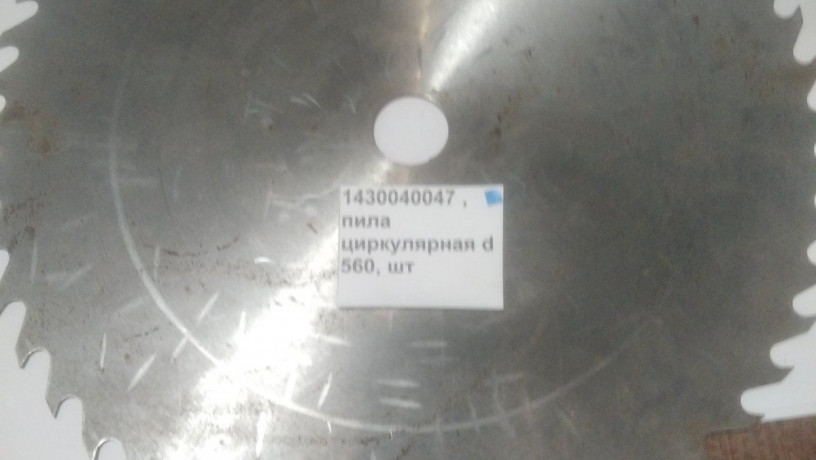 1430040047 ,
пила
циркулярная d
560, шт